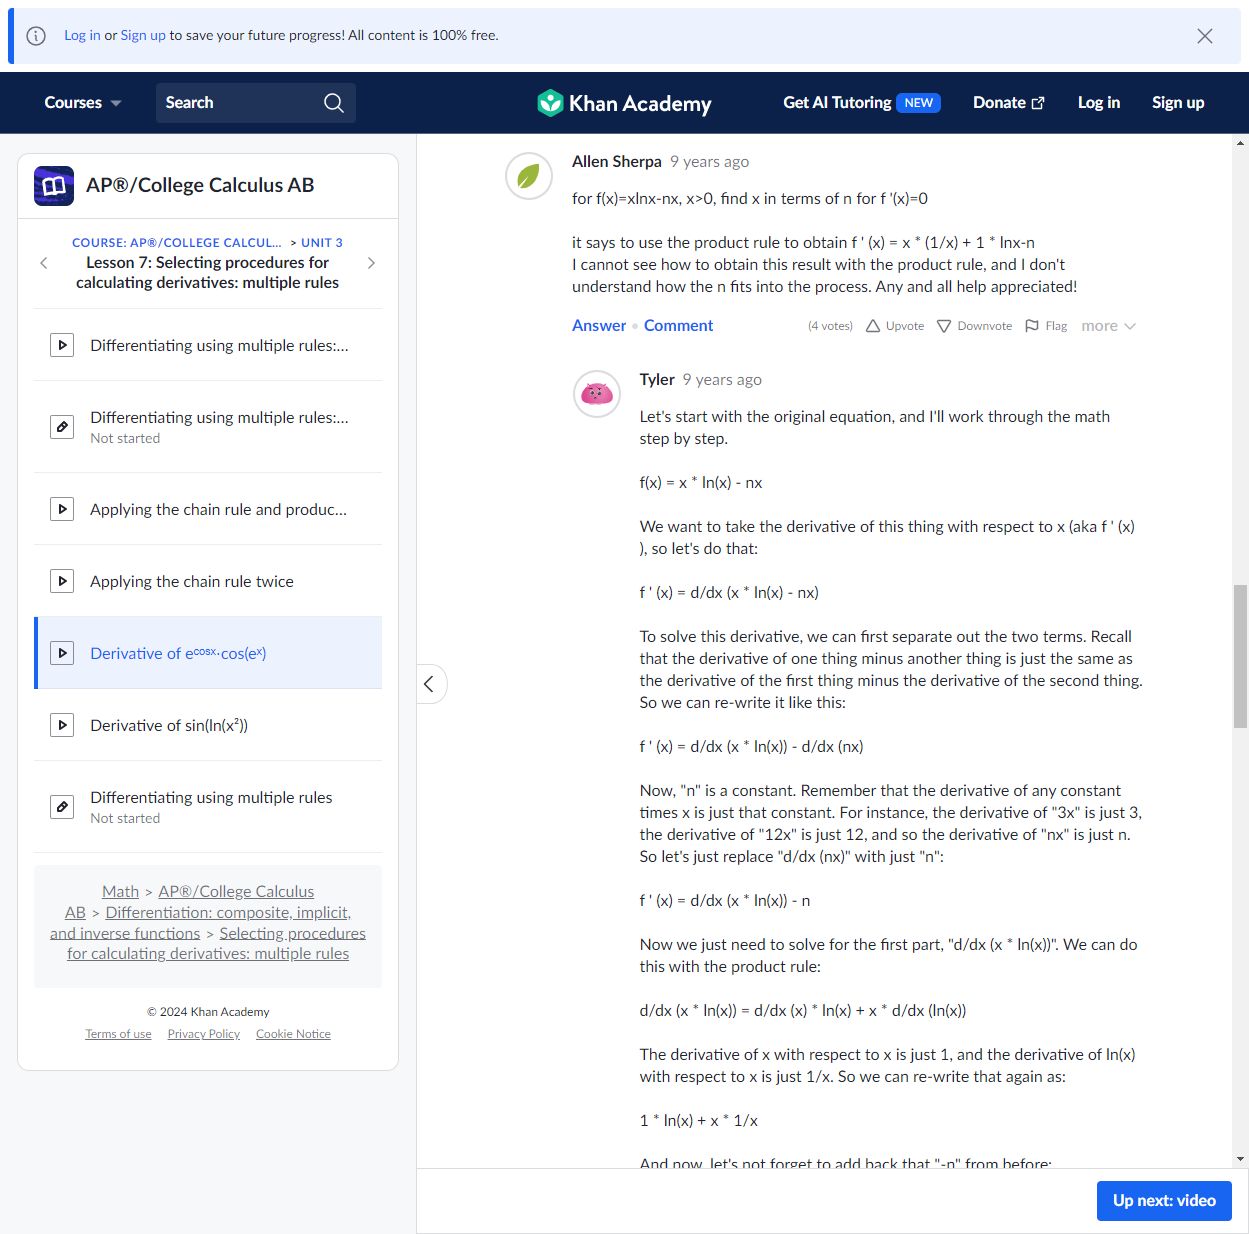 Log in or Sign up to save your future progress! All content is 100% free.
Courses
Search
Khan Academy
Get AI Tutoring NEW
Donate
Log in
Sign up
AP®/College Calculus AB
COURSE: AP®/COLLEGE CALCUL... > UNIT 3
Lesson 7: Selecting procedures for
calculating derivatives: multiple rules
Differentiating using multiple rules:...
Differentiating using multiple rules:...
Not started
Applying the chain rule and produc...
Applying the chain rule twice
Derivative of eᶜᵒˢˣ⋅cos(eˣ)
Derivative of sin(ln(x²))
Differentiating using multiple rules
Not started
Math > AP®/College Calculus
AB > Differentiation: composite, implicit,
and inverse functions > Selecting procedures
for calculating derivatives: multiple rules
© 2024 Khan Academy
Terms of use Privacy Policy Cookie Notice
Allen Sherpa 9 years ago
for f(x)=xlnx-nx, x>0, find x in terms of n for f '(x)=0
it says to use the product rule to obtain f ' (x) = x * (1/x) + 1 * lnx-n
I cannot see how to obtain this result with the product rule, and I don't
understand how the n fits into the process. Any and all help appreciated!
Answer • Comment (4 votes) Upvote Downvote Flag more
Tyler 9 years ago
Let's start with the original equation, and I'll work through the math
step by step.
f(x) = x * ln(x) - nx
We want to take the derivative of this thing with respect to x (aka f ' (x)
), so let's do that:
f ' (x) = d/dx (x * ln(x) - nx)
To solve this derivative, we can first separate out the two terms. Recall
that the derivative of one thing minus another thing is just the same as
the derivative of the first thing minus the derivative of the second thing.
So we can re-write it like this:
f ' (x) = d/dx (x * ln(x)) - d/dx (nx)
Now, "n" is a constant. Remember that the derivative of any constant
times x is just that constant. For instance, the derivative of "3x" is just 3,
the derivative of "12x" is just 12, and so the derivative of "nx" is just n.
So let's just replace "d/dx (nx)" with just "n":
f ' (x) = d/dx (x * ln(x)) - n
Now we just need to solve for the first part, "d/dx (x * ln(x))". We can do
this with the product rule:
d/dx (x * ln(x)) = d/dx (x) * ln(x) + x * d/dx (ln(x))
The derivative of x with respect to x is just 1, and the derivative of ln(x)
with respect to x is just 1/x. So we can re-write that again as:
1 * ln(x) + x * 1/x
And now, let's not forget to add back that "-n" from before:
Up next: video